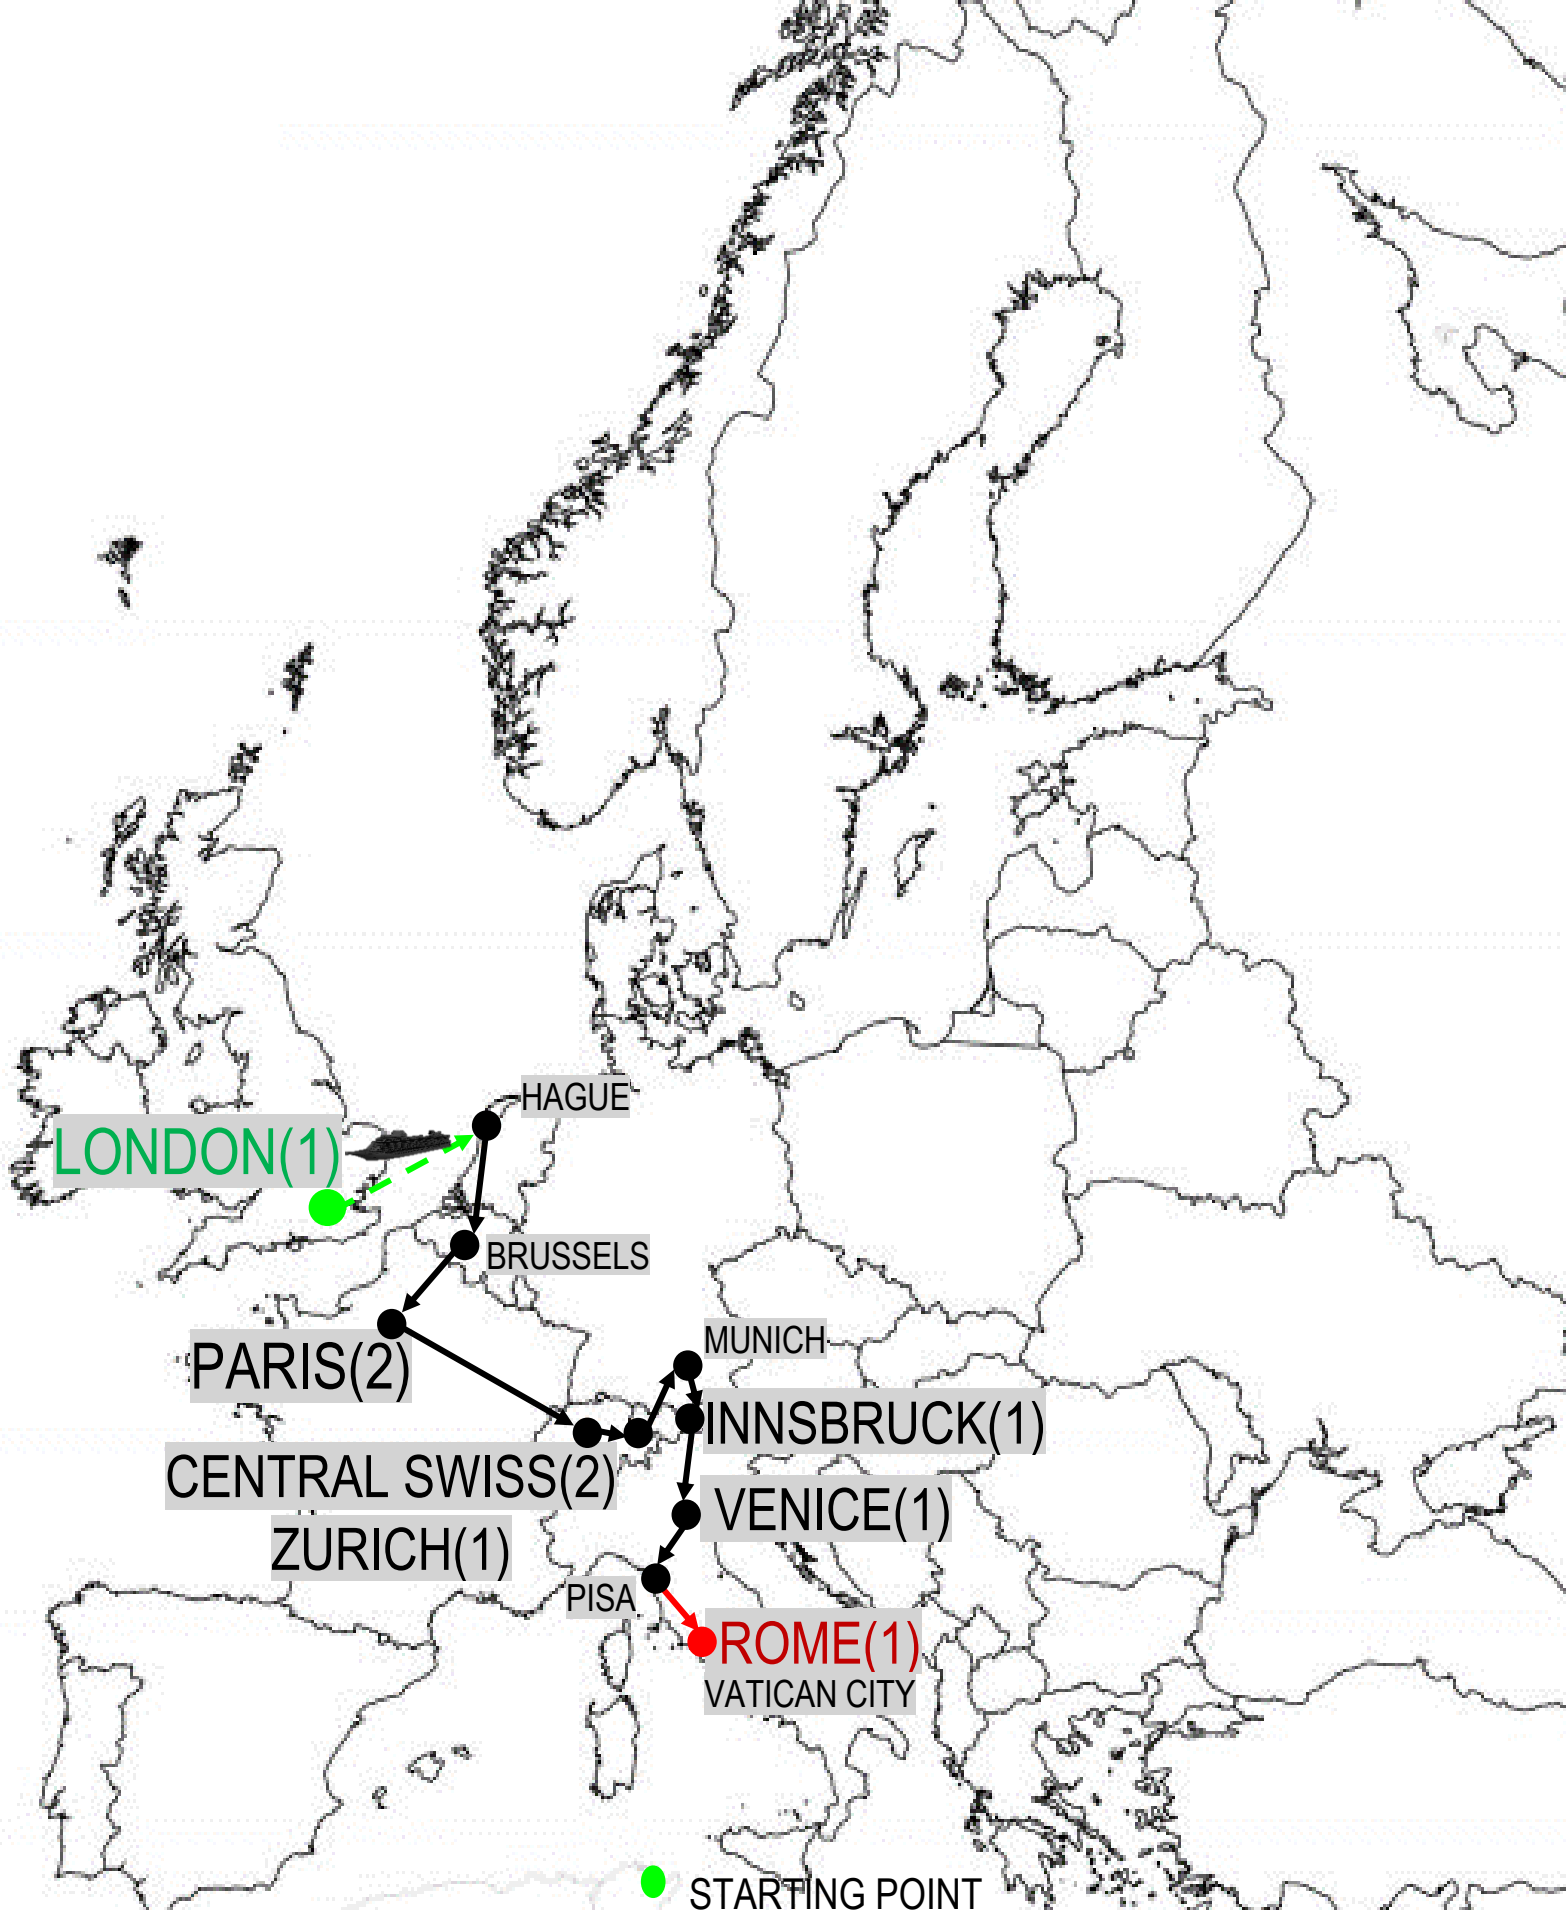 HAGUE
LONDON(1)
BRUSSELS
MUNICH
PARIS(2)
INNSBRUCK(1)
CENTRAL SWISS(2)
VENICE(1)
ZURICH(1)
PISA
ROME(1)
VATICAN CITY
STARTING POINT